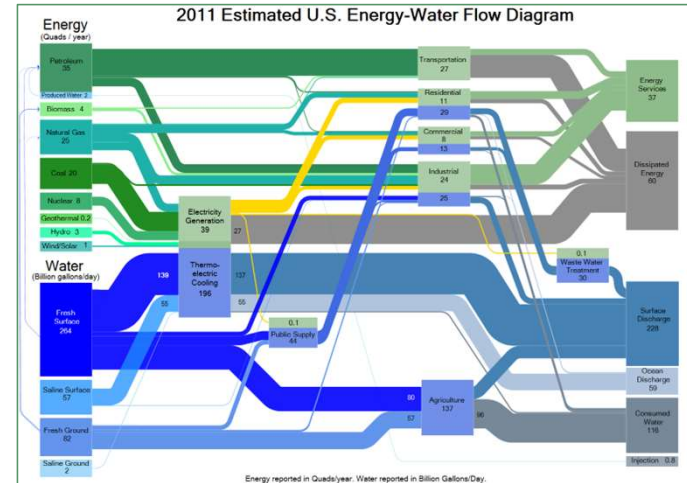 2011 Estimated U.S. Energy-Water Flow Diagram
Energy
(Quads / year)
Petroleum
35
Produced Water 2
Biomass 4
Natural Gas
25
Coal 20
Nuclear 8
Geothermal 0.2
Hydro 3
Wind/Solar 1
Water
(Billion gallons/day)
Fresh
Surface
264
Saline Surface
57
Fresh Ground
82
Saline Ground
2
Electricity
Generation
39
27
Thermo-
electric
Cooling
196
139
137
55
55
0.1
Public Supply
44
Transportation
27
Residential
11
29
Commercial
8
13
Industrial
24
25
80
57
Agriculture
137
96
0.1
Waste Water
Treatment
30
Energy
Services
37
Dissipated
Energy
60
Surface
Discharge
228
Ocean
Discharge
59
Consumed
Water
116
Injection 0.8
Energy reported in Quads/year. Water reported in Billion Gallons/Day.